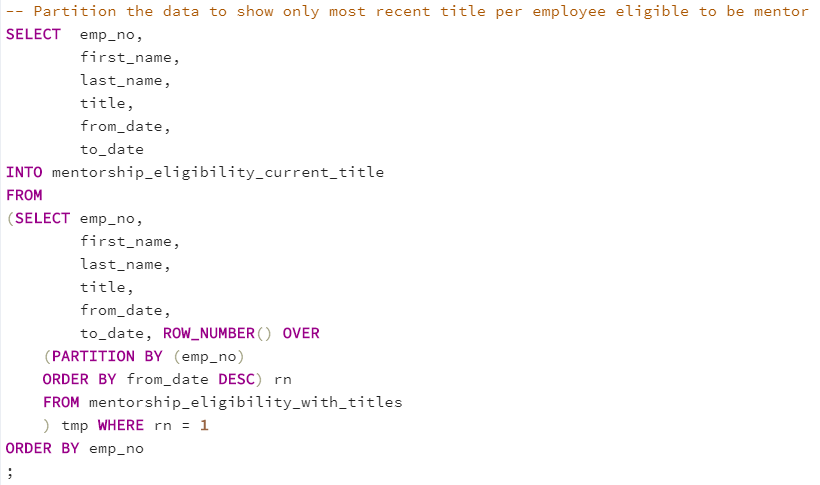 -- Partition the data to show only most recent title per employee eligible to be mentor
SELECT  emp_no,
        first_name,
        last_name,
        title,
        from_date,
        to_date
INTO mentorship_eligibility_current_title
FROM
(SELECT emp_no,
        first_name,
        last_name,
        title,
        from_date,
        to_date, ROW_NUMBER() OVER
    (PARTITION BY (emp_no)
    ORDER BY from_date DESC) rn
    FROM mentorship_eligibility_with_titles
    ) tmp WHERE rn = 1
ORDER BY emp_no
;